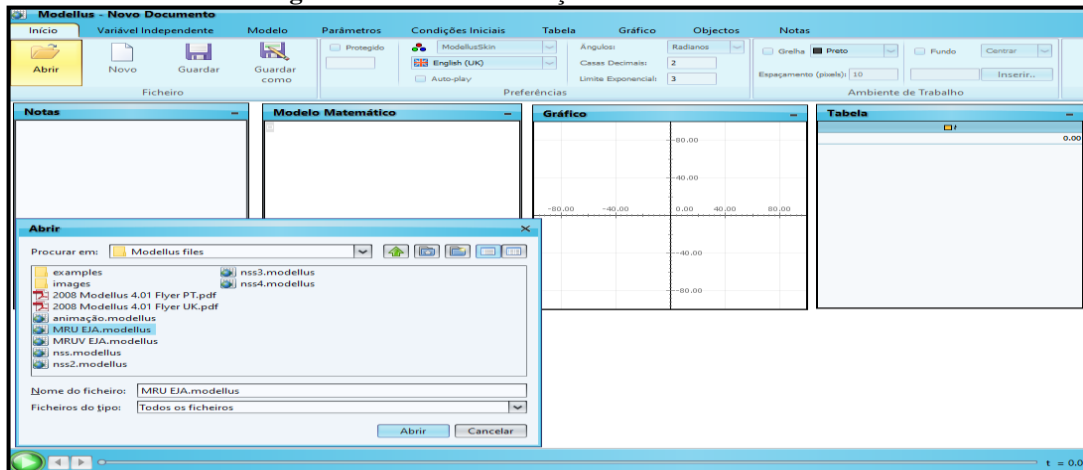 Modellus - Novo Documento
Início Variável Independente Modelo Parâmetros Condições Iniciais Tabela Gráfico Objectos Notas
Abrir Novo Guardar Guardar como
Ficheiro
Protegido ModellusSkin Ângulos: Radianos
English (UK) Casas Decimais: 2
Auto-play Limite Exponencial: 3
Preferências
Grelha Preto Fundo Centrar
Espaçamento (pixels): 10 Inserir..
Ambiente de Trabalho
Notas Modelo Matemático Gráfico Tabela
t
0.00
80.00
40.00
-80.00 -40.00 0.00 40.00 80.00
-40.00
-80.00
Abrir
Procurar em: Modellus files
examples
images
2008 Modellus 4.01 Flyer PT.pdf
2008 Modellus 4.01 Flyer UK.pdf
animação.modellus
MRU EJA.modellus
MRUV EJA.modellus
nss.modellus
nss2.modellus
nss3.modellus
nss4.modellus
Nome do ficheiro: MRU EJA.modellus
Ficheiros do tipo: Todos os ficheiros
Abrir Cancelar
t = 0.0